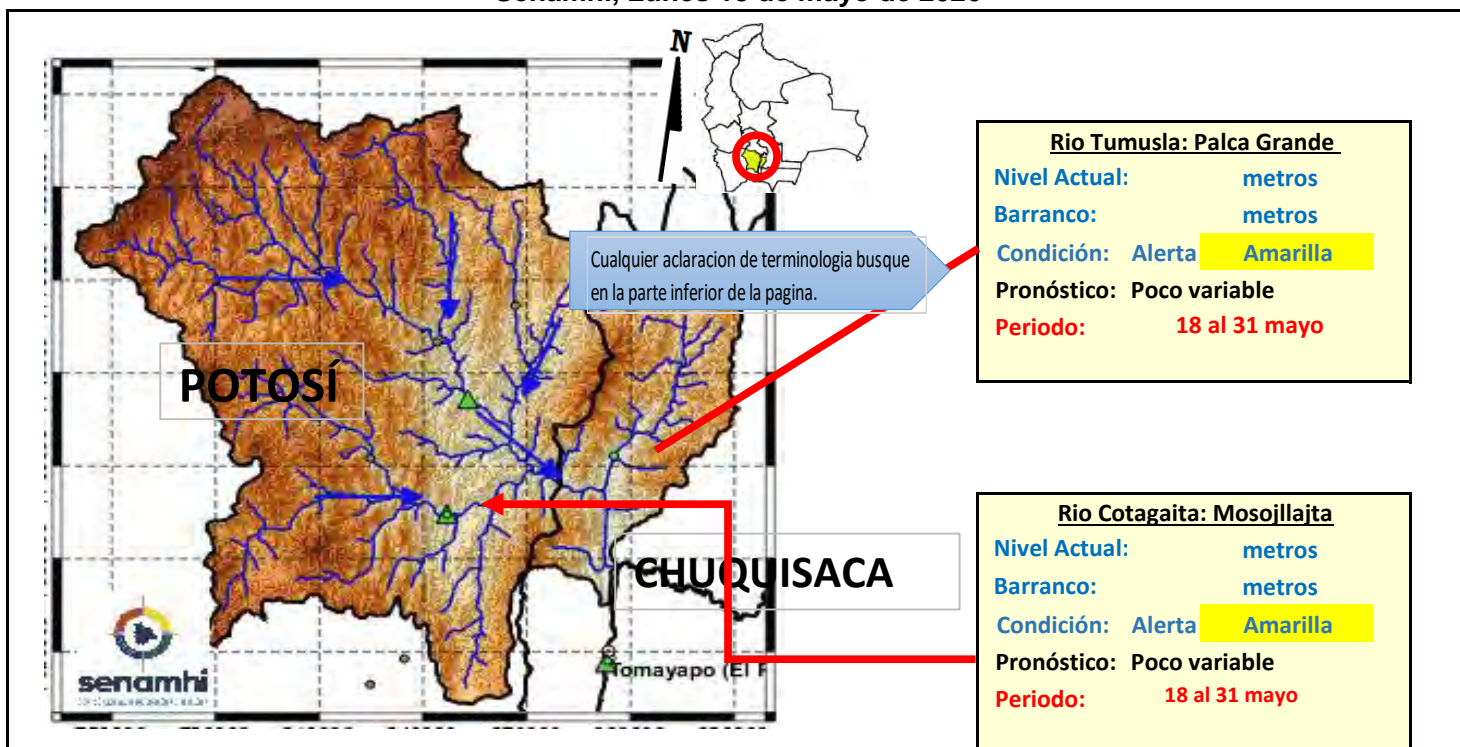 N
Cualquier aclaracion de terminologia busque
en la parte inferior de la pagina.
POTOSÍ
CHUQUISACA
Tomayapo (El
senamhi
Rio Tumusla: Palca Grande
Nivel Actual: metros
Barranco: metros
Condición: Alerta Amarilla
Pronóstico: Poco variable
Periodo: 18 al 31 mayo
Rio Cotagaita: Mosojllajta
Nivel Actual: metros
Barranco: metros
Condición: Alerta Amarilla
Pronóstico: Poco variable
Periodo: 18 al 31 mayo